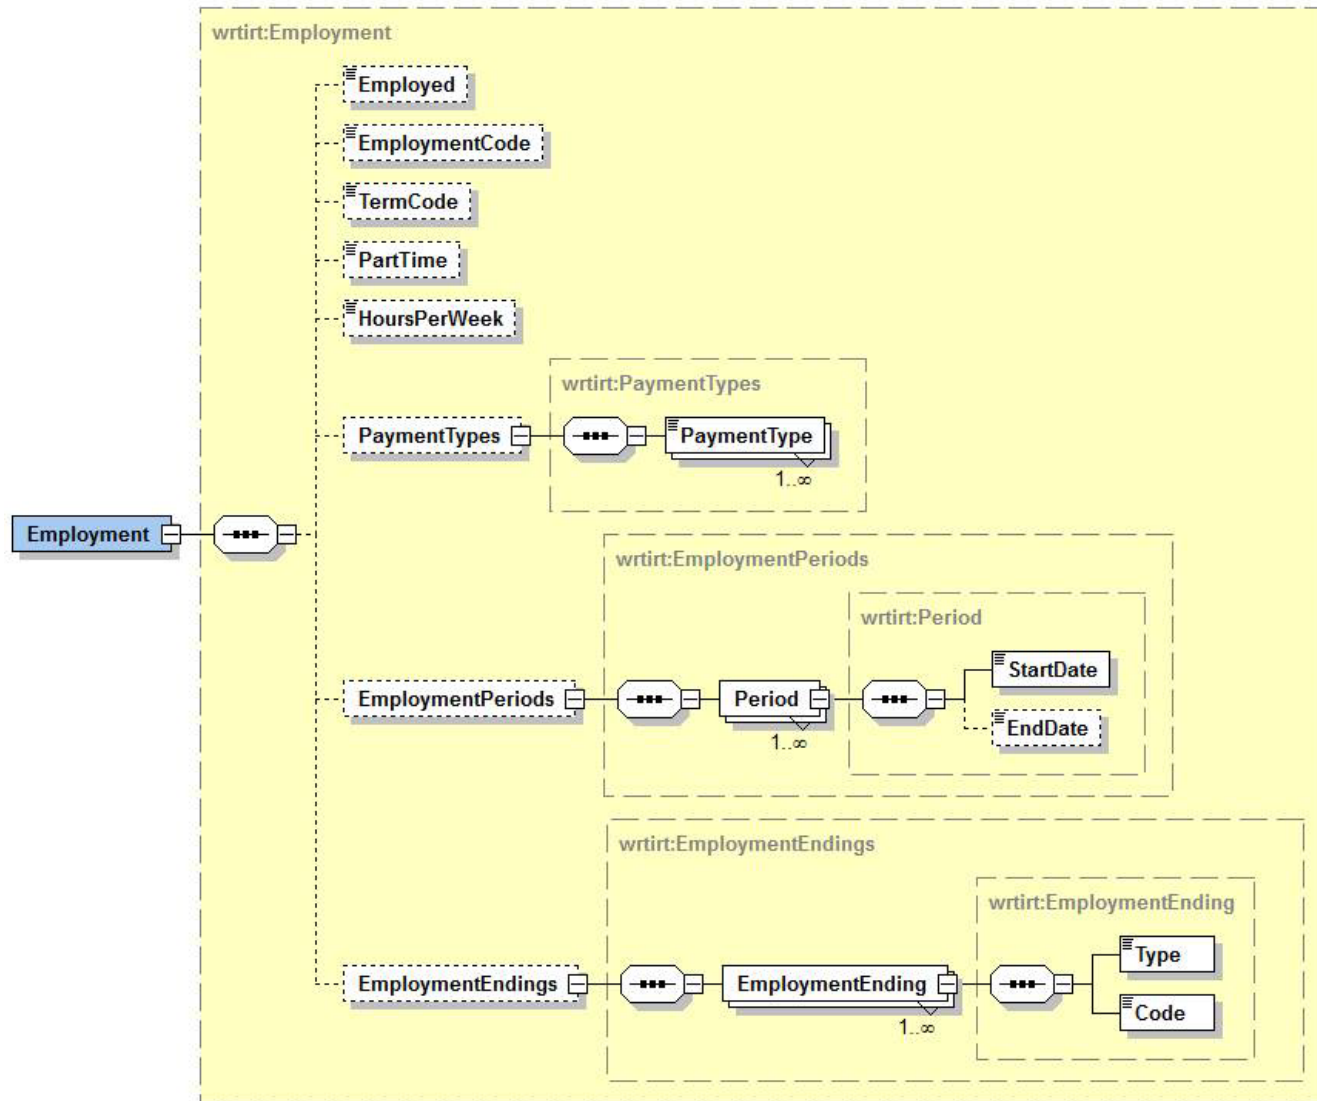 wrtirt:Employment
Employed
EmploymentCode
TermCode
PartTime
HoursPerWeek
wrtirt:PaymentTypes
PaymentTypes
PaymentType
1..∞
Employment
wrtirt:EmploymentPeriods
wrtirt:Period
StartDate
EmploymentPeriods
Period
EndDate
1..∞
wrtirt:EmploymentEndings
wrtirt:EmploymentEnding
Type
EmploymentEndings
EmploymentEnding
Code
1..∞